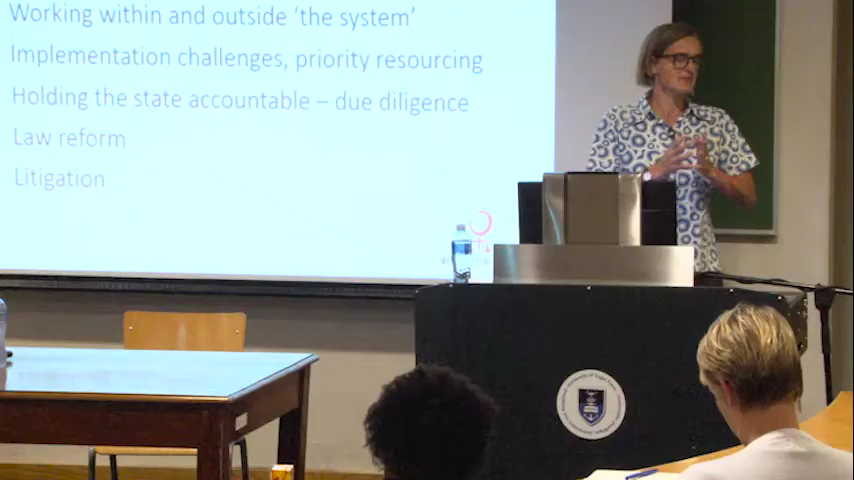 Working within and outside ‘the system’
Implementation challenges, priority resourcing
Holding the state accountable – due diligence
Law reform
Litigation